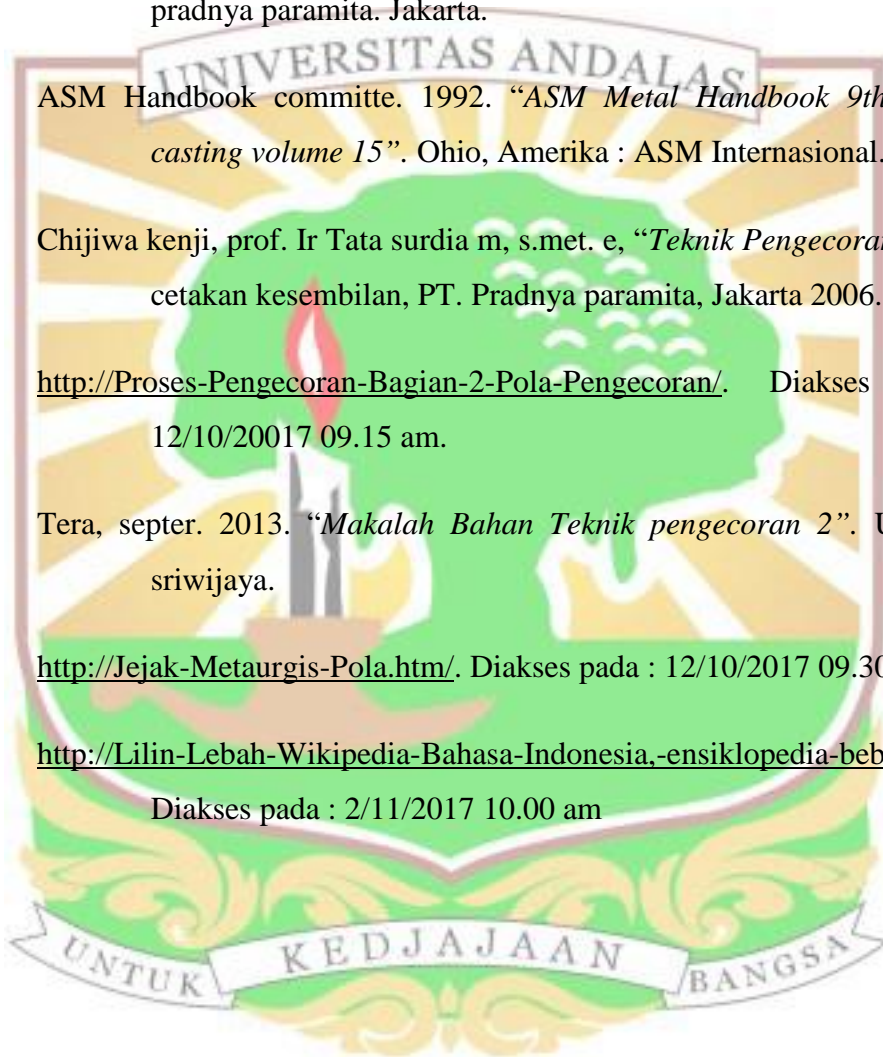 pradnya paramita. Jakarta.
UNIVERSITAS ANDALAS
ASM Handbook committe. 1992. “ASM Metal Handbook 9th
casting volume 15”. Ohio, Amerika : ASM Internasional.
Chijiwa kenji, prof. Ir Tata surdia m, s.met. e, “Teknik Pengecoran
cetakan kesembilan, PT. Pradnya paramita, Jakarta 2006.
http://Proses-Pengecoran-Bagian-2-Pola-Pengecoran/. Diakses
12/10/20017 09.15 am.
Tera, septer. 2013. “Makalah Bahan Teknik pengecoran 2”.
sriwijaya.
http://Jejak-Metaurgis-Pola.htm/. Diakses pada : 12/10/2017 09.30
http://Lilin-Lebah-Wikipedia-Bahasa-Indonesia,-ensiklopedia-beb
Diakses pada : 2/11/2017 10.00 am
UNTUK KEDJAJAAN BANGSA